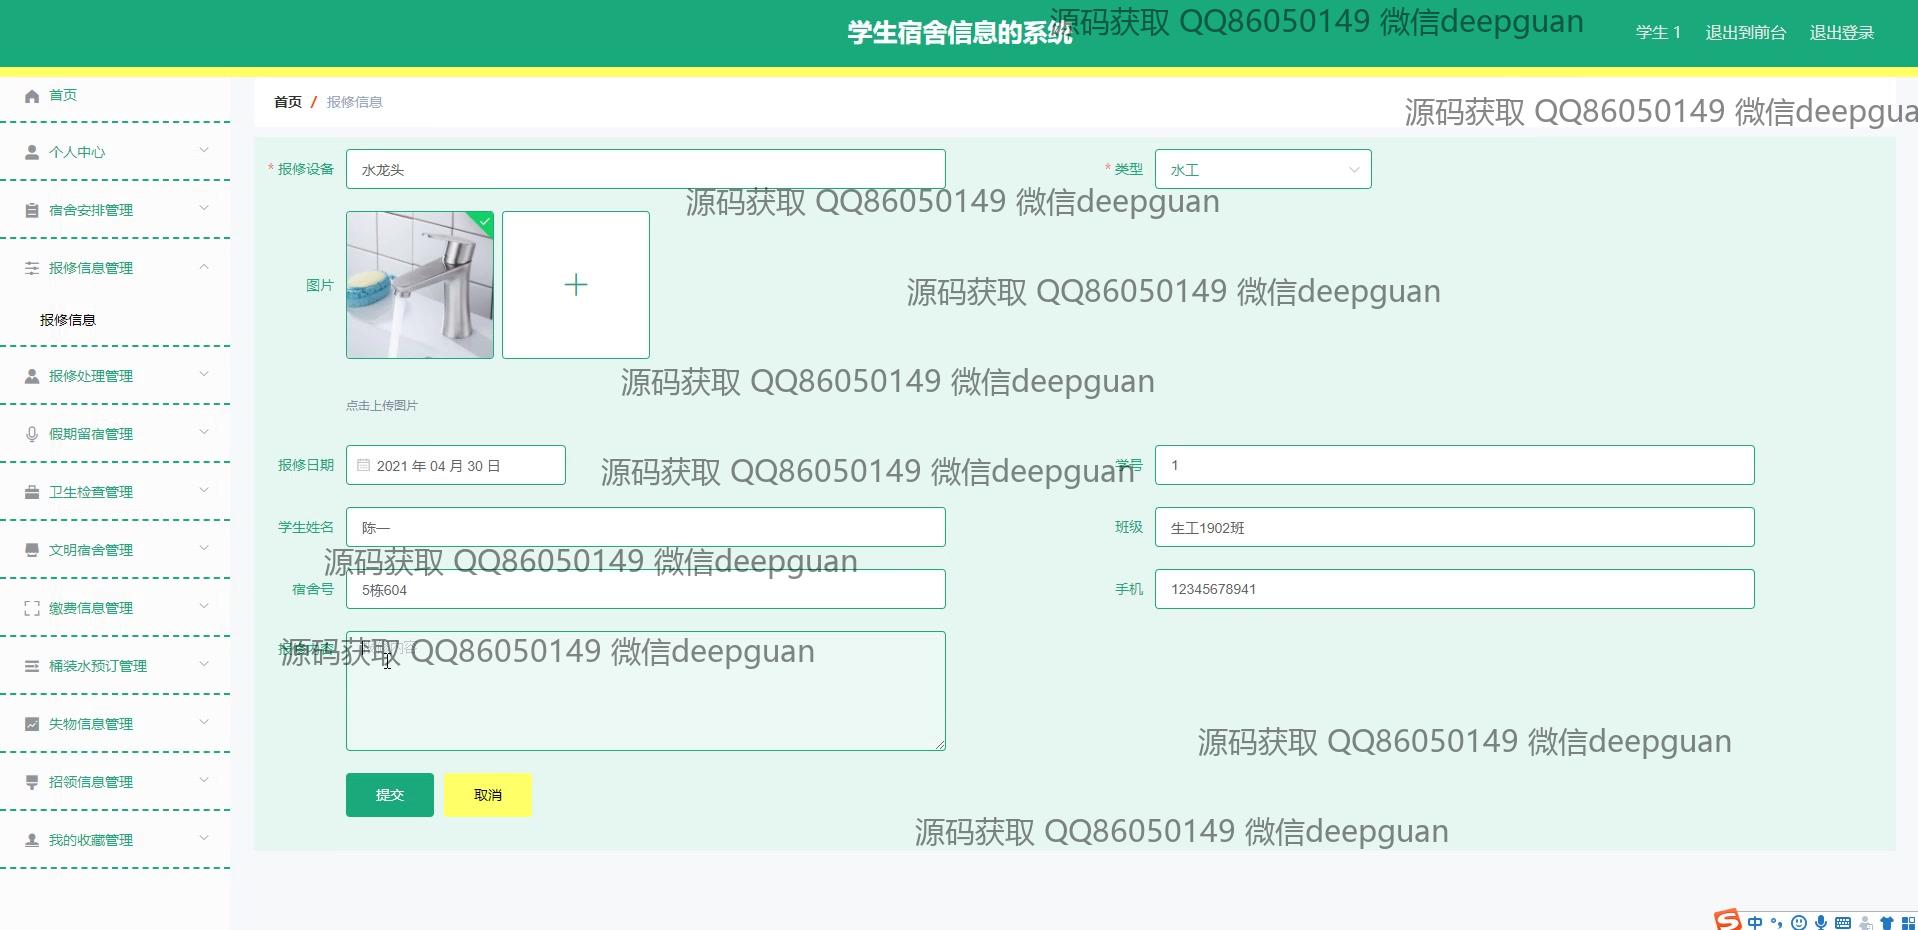 学生宿舍信息的系统
源码获取 QQ86050149 微信deepguan
学生 1
退出到前台
退出登录
首页
个人中心
宿舍安排管理
报修信息管理
报修信息
报修处理管理
假期留宿管理
卫生检查管理
文明宿舍管理
缴费信息管理
桶装水预订管理
失物信息管理
招领信息管理
我的收藏管理
首页 / 报修信息
源码获取 QQ86050149 微信deepgua
* 报修设备
水龙头
* 类型
水工
源码获取 QQ86050149 微信deepguan
图片
源码获取 QQ86050149 微信deepguan
源码获取 QQ86050149 微信deepguan
点击上传图片
报修日期
2021 年 04 月 30 日
源码获取 QQ86050149 微信deepguan
学号
1
学生姓名
陈一
班级
生工1902班
源码获取 QQ86050149 微信deepguan
宿舍号
5栋604
手机
12345678941
源码获取 QQ86050149 微信deepguan
源码获取 QQ86050149 微信deepguan
提交
取消
源码获取 QQ86050149 微信deepguan
中